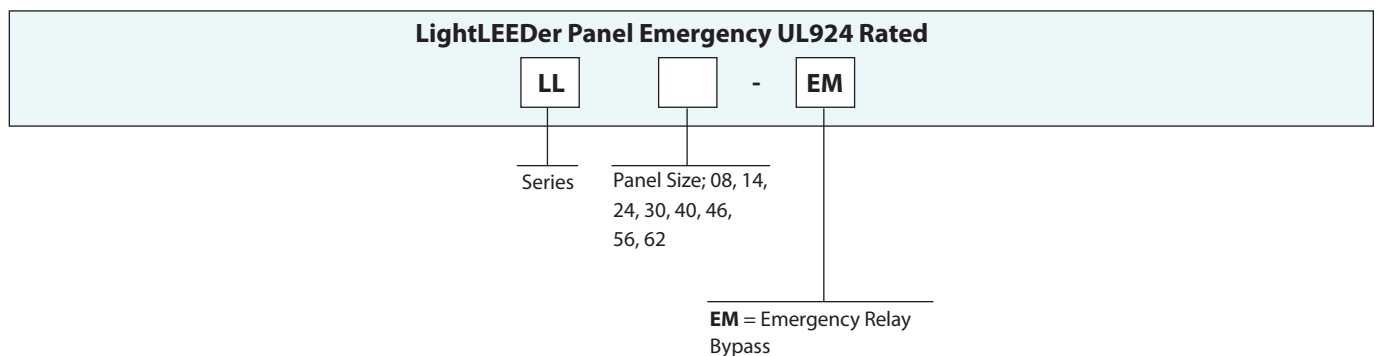 LightLEEDer Panel Emergency UL924 Rated
LL - EM
Series
Panel Size; 08, 14,
24, 30, 40, 46,
56, 62
EM = Emergency Relay
Bypass